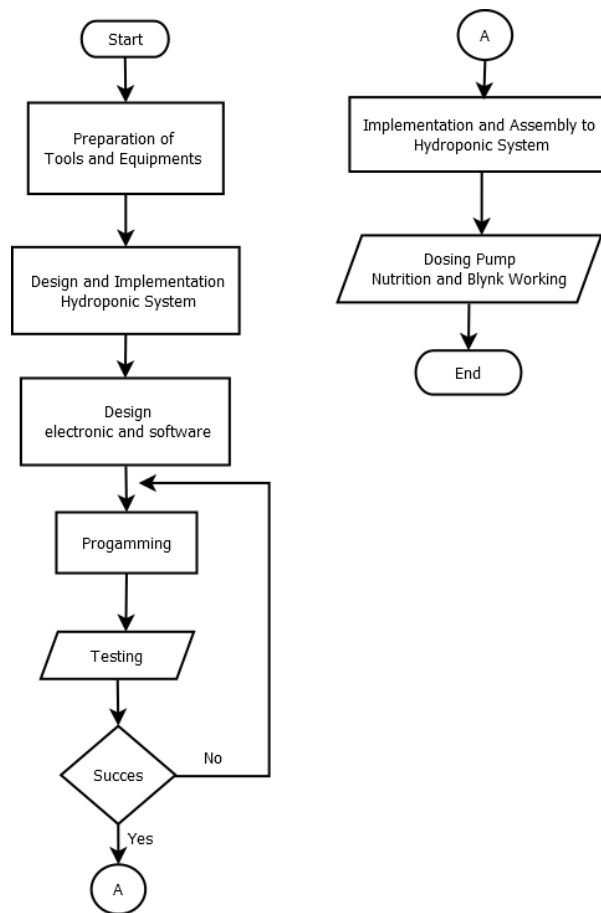 Start
Preparation of
Tools and Equipments
Design and Implementation
Hydroponic System
Design
electronic and software
Progamming
Testing
Succes
No
Yes
A
A
Implementation and Assembly to
Hydroponic System
Dosing Pump
Nutrition and Blynk Working
End